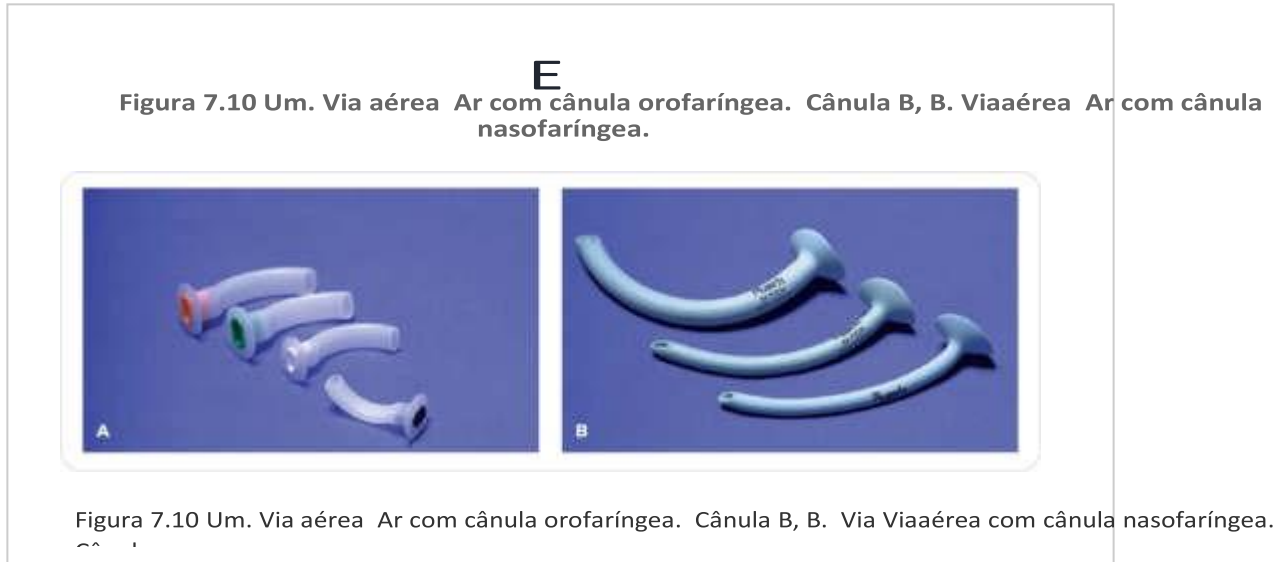 E
Figura 7.10 Um. Via aérea Ar com cânula orofaríngea. Cânula B, B. Viaaérea Ar com cânula
nasofaríngea.
A
B
Figura 7.10 Um. Via aérea Ar com cânula orofaríngea. Cânula B, B. Via Viaaérea com cânula nasofaríngea.